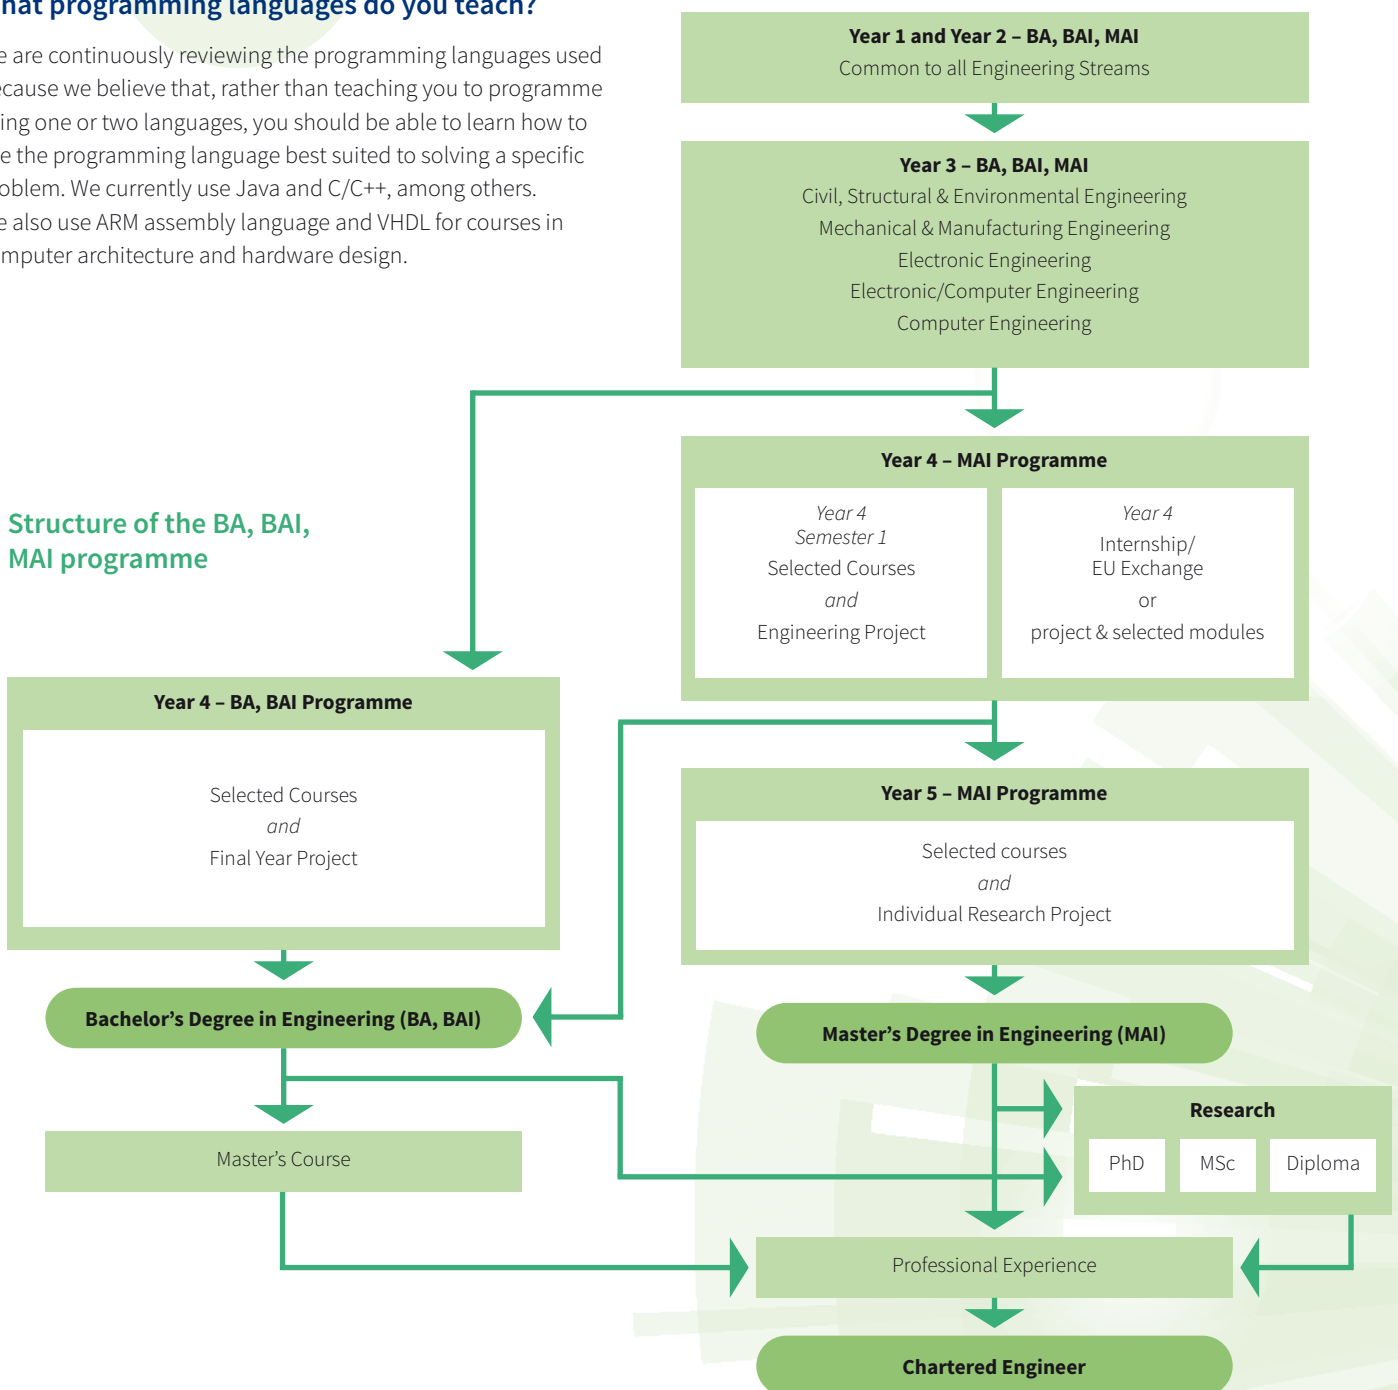 hat programming languages do you teach?
e are continuously reviewing the programming languages used
ecause we believe that, rather than teaching you to programme
ing one or two languages, you should be able to learn how to
e the programming language best suited to solving a specific
oblem. We currently use Java and C/C++, among others.
e also use ARM assembly language and VHDL for courses in
mputer architecture and hardware design.
Structure of the BA, BAI,
MAI programme
Year 1 and Year 2 – BA, BAI, MAI
Common to all Engineering Streams
Year 3 – BA, BAI, MAI
Civil, Structural & Environmental Engineering
Mechanical & Manufacturing Engineering
Electronic Engineering
Electronic/Computer Engineering
Computer Engineering
Year 4 – MAI Programme
Year 4
Semester 1
Selected Courses
and
Engineering Project
Year 4
Internship/
EU Exchange
or
project & selected modules
Year 4 – BA, BAI Programme
Selected Courses
and
Final Year Project
Year 5 – MAI Programme
Selected courses
and
Individual Research Project
Bachelor’s Degree in Engineering (BA, BAI)
Master’s Degree in Engineering (MAI)
Research
PhD
MSc
Diploma
Master’s Course
Professional Experience
Chartered Engineer